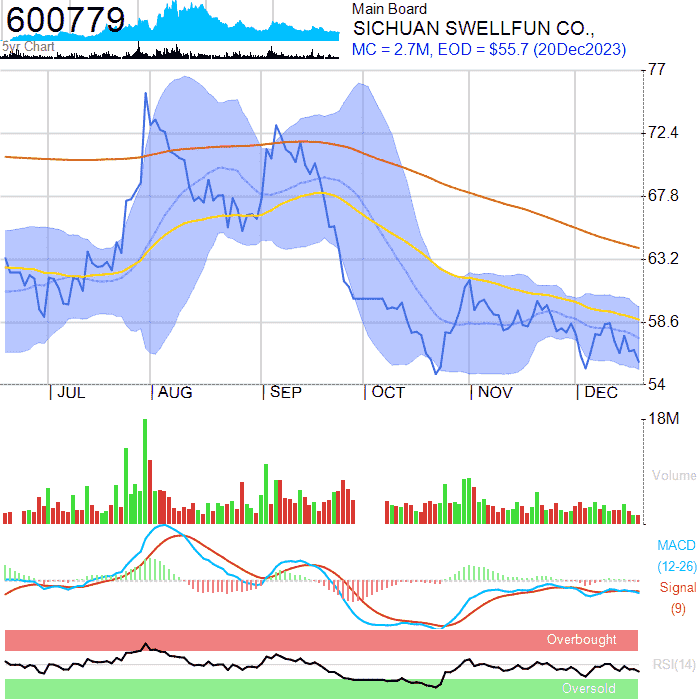 600779
5yr Chart
Main Board
SICHUAN SWELLFUN CO.,
MC = 2.7M, EOD = $55.7 (20Dec2023)
77
72.4
67.8
63.2
58.6
54
JUL AUG SEP OCT NOV DEC
18M
Volume
MACD
(12-26)
Signal
(9)
Overbought
RSI(14)
Oversold